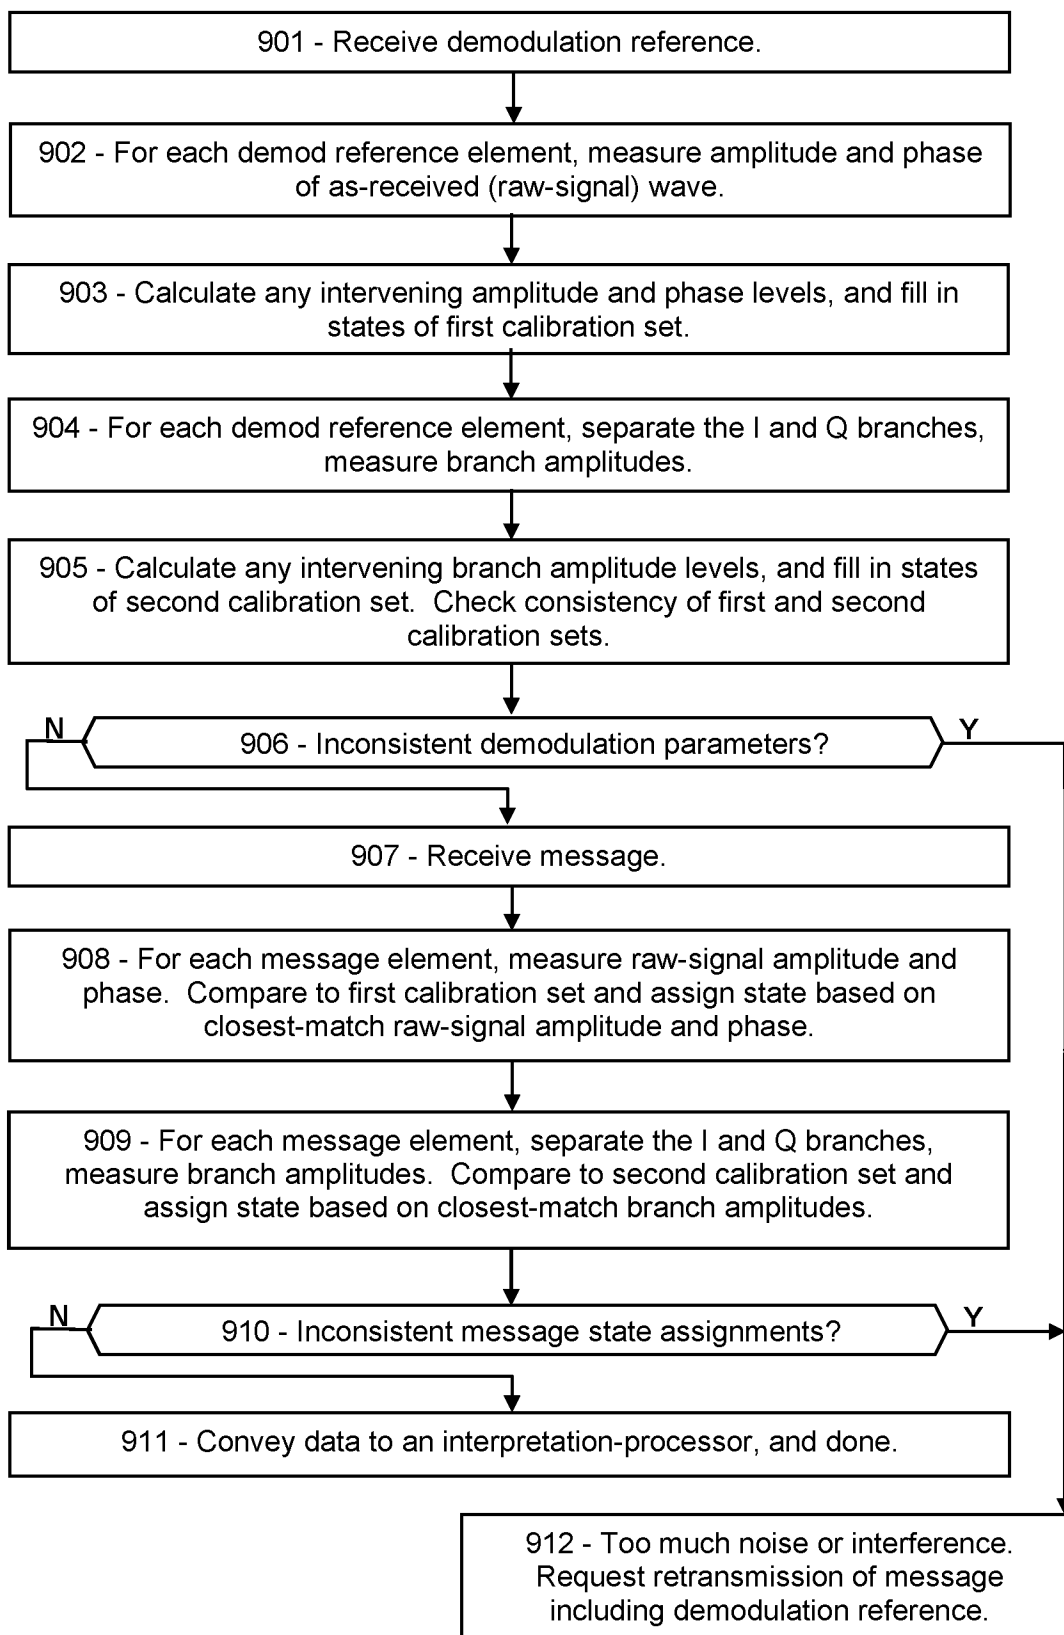 901 - Receive demodulation reference.
902 - For each demod reference element, measure amplitude and phase
of as-received (raw-signal) wave.
903 - Calculate any intervening amplitude and phase levels, and fill in
states of first calibration set.
904 - For each demod reference element, separate the I and Q branches,
measure branch amplitudes.
905 - Calculate any intervening branch amplitude levels, and fill in states
of second calibration set.  Check consistency of first and second
calibration sets.
N
906 - Inconsistent demodulation parameters?
Y
907 - Receive message.
908 - For each message element, measure raw-signal amplitude and
phase.  Compare to first calibration set and assign state based on
closest-match raw-signal amplitude and phase.
909 - For each message element, separate the I and Q branches,
measure branch amplitudes.  Compare to second calibration set and
assign state based on closest-match branch amplitudes.
N
910 - Inconsistent message state assignments?
Y
911 - Convey data to an interpretation-processor, and done.
912 - Too much noise or interference.
Request retransmission of message
including demodulation reference.